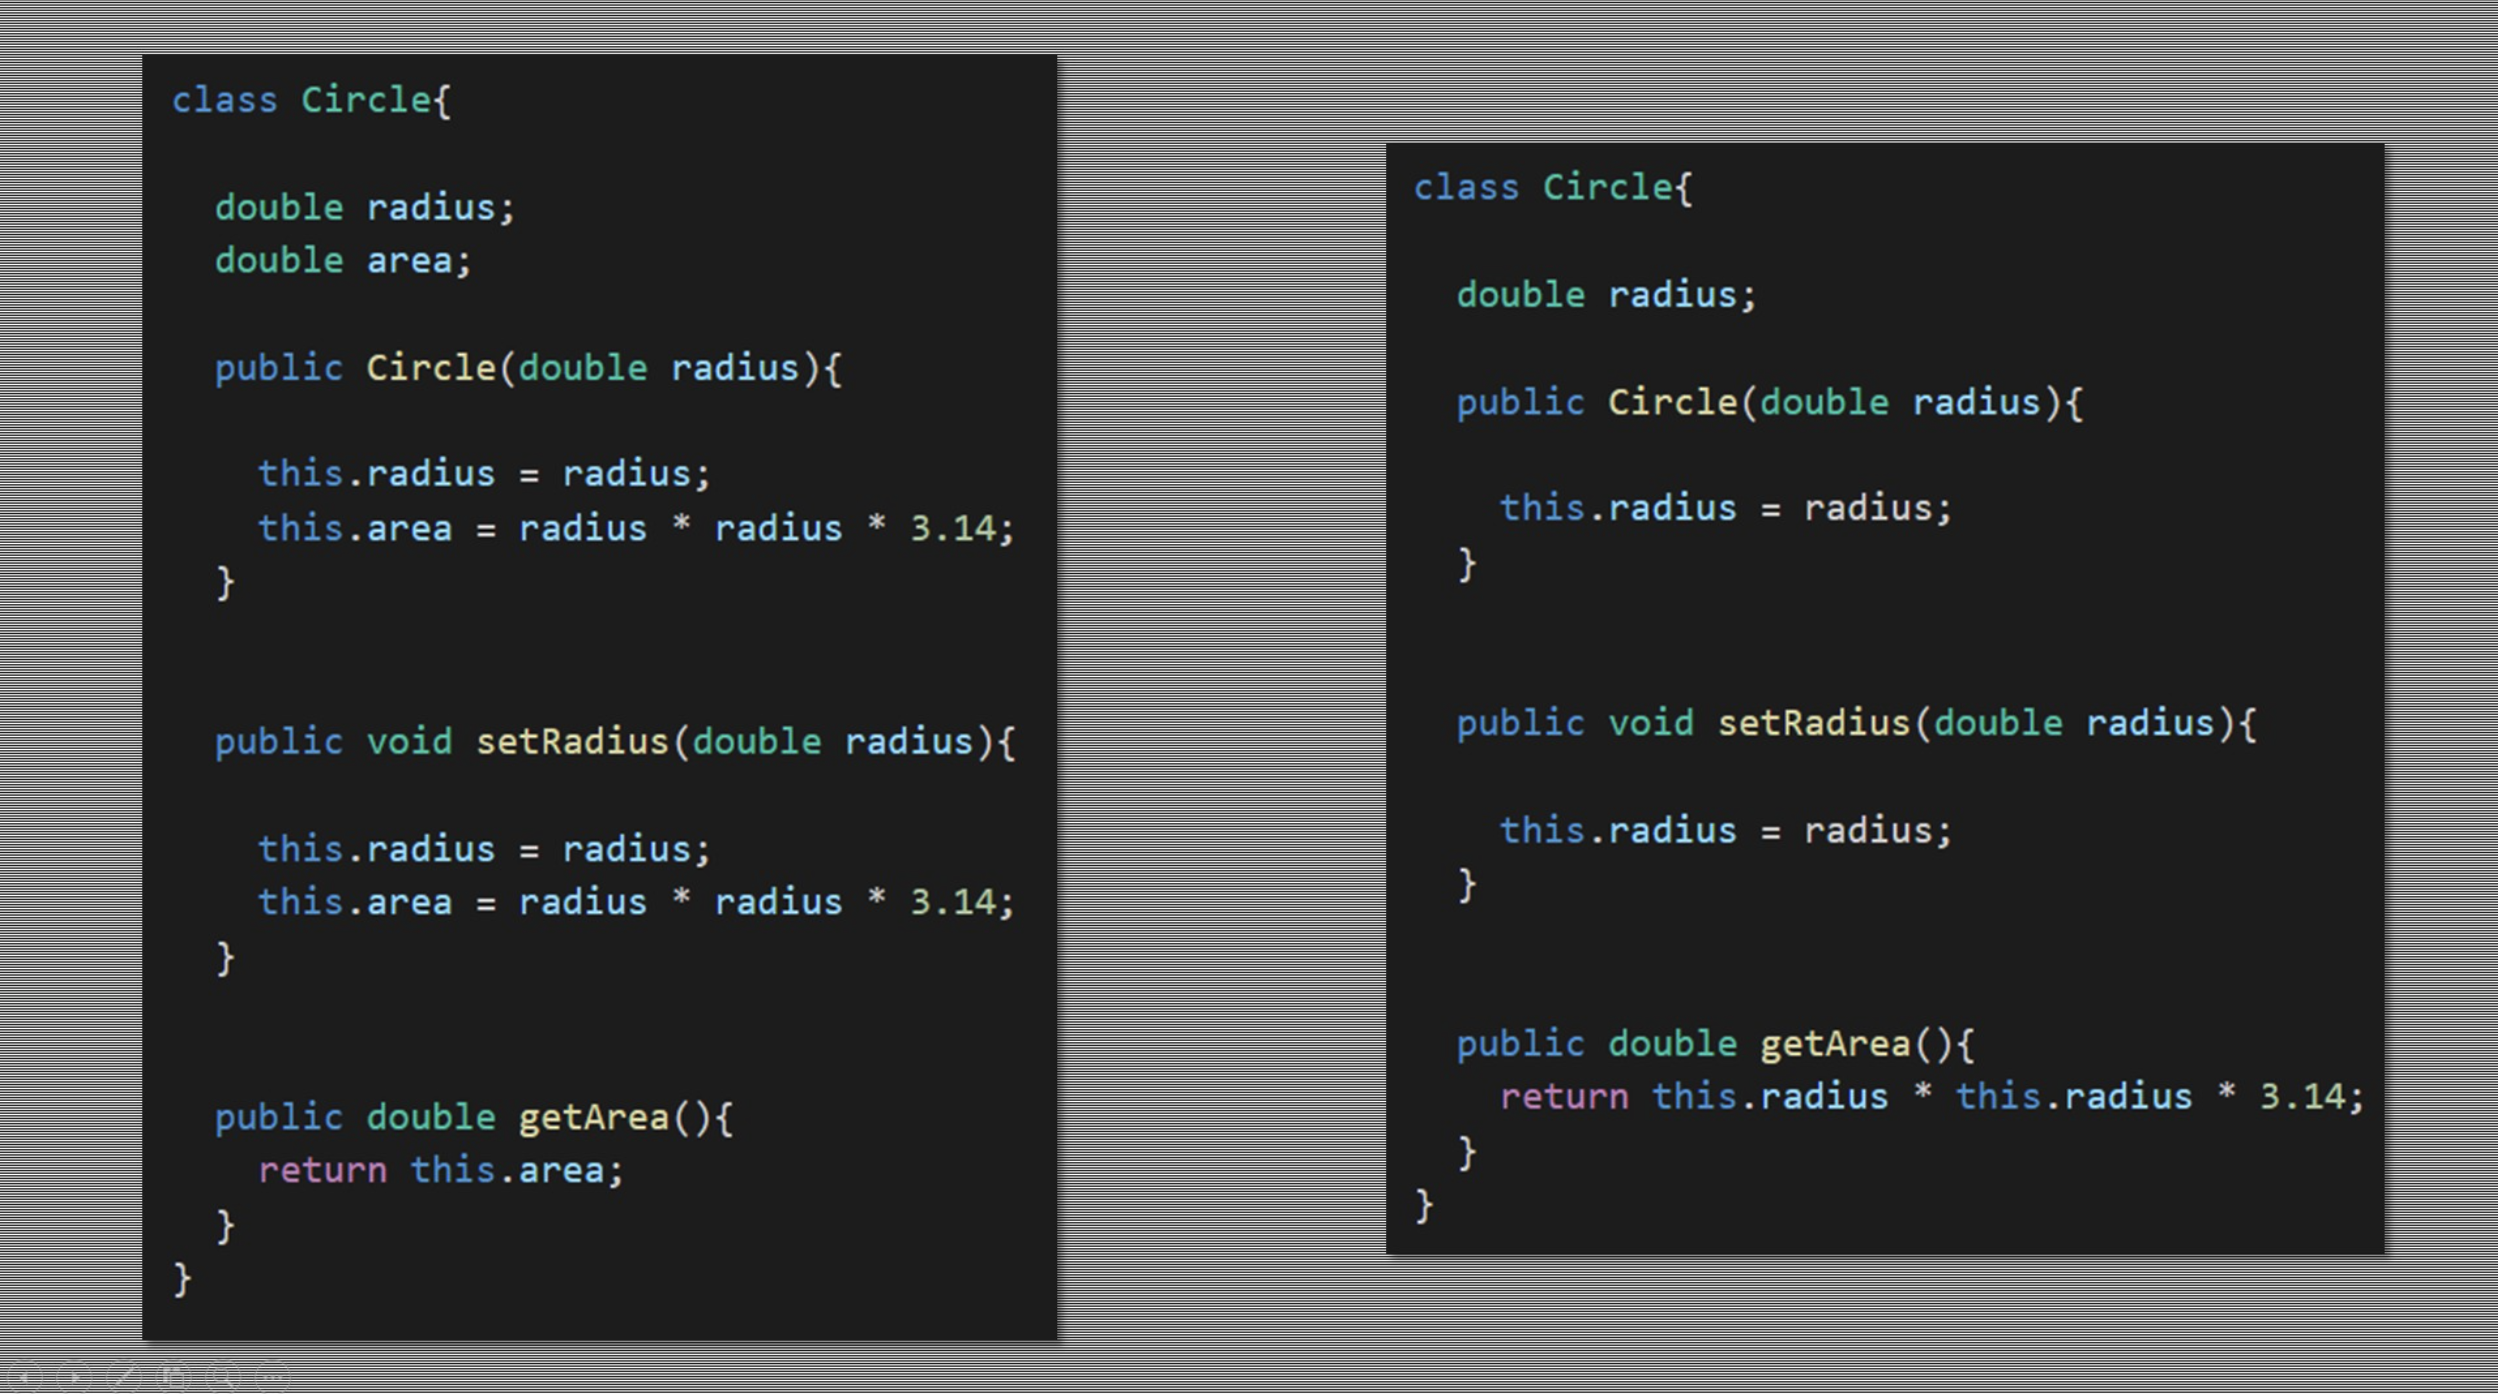 class Circle{
double radius;
double area;
public Circle(double radius){
this.radius = radius;
this.area = radius * radius * 3.14;
}
public void setRadius(double radius){
this.radius = radius;
this.area = radius * radius * 3.14;
}
public double getArea(){
return this.area;
}
}
class Circle{
double radius;
public Circle(double radius){
this.radius = radius;
}
public void setRadius(double radius){
this.radius = radius;
}
public double getArea(){
return this.radius * this.radius * 3.14;
}
}